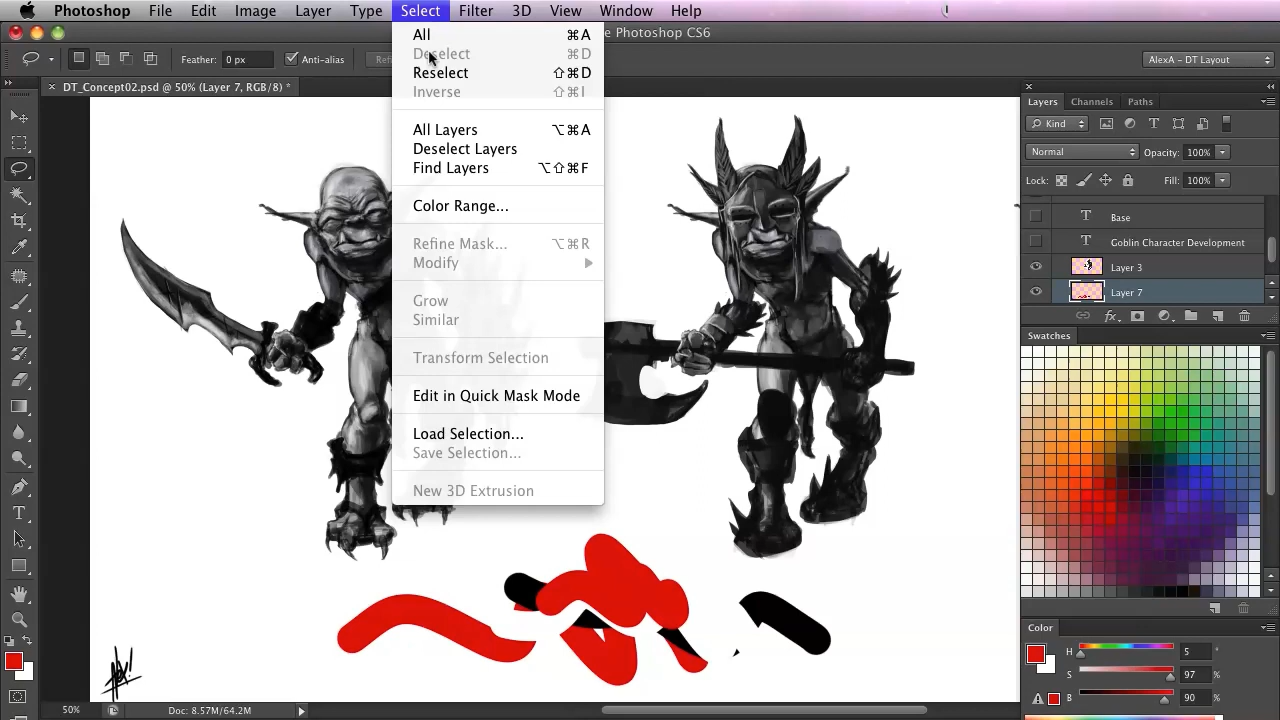 Photoshop File Edit Image Layer Type Select Filter 3D View Window Help
e Photoshop CS6
Feather: 0 px Anti-alias AlexA - DT Layout
× DT_Concept02.psd @ 50% (Layer 7, RGB/8) *
All ⌘A
Deselect ⌘D
Reselect ⇧⌘D
Inverse ⇧⌘I
All Layers ⌥⌘A
Deselect Layers
Find Layers ⌥⇧⌘F
Color Range...
Refine Mask... ⌥⌘R
Modify
Grow
Similar
Transform Selection
Edit in Quick Mask Mode
Load Selection...
Save Selection...
New 3D Extrusion
Layers Channels Paths
Kind
Normal Opacity: 100%
Lock: Fill: 100%
Base
Goblin Character Development
Layer 3
Layer 7
Swatches
Color
H 5 °
S 97 %
B 90 %
50% Doc: 8.57M/64.2M